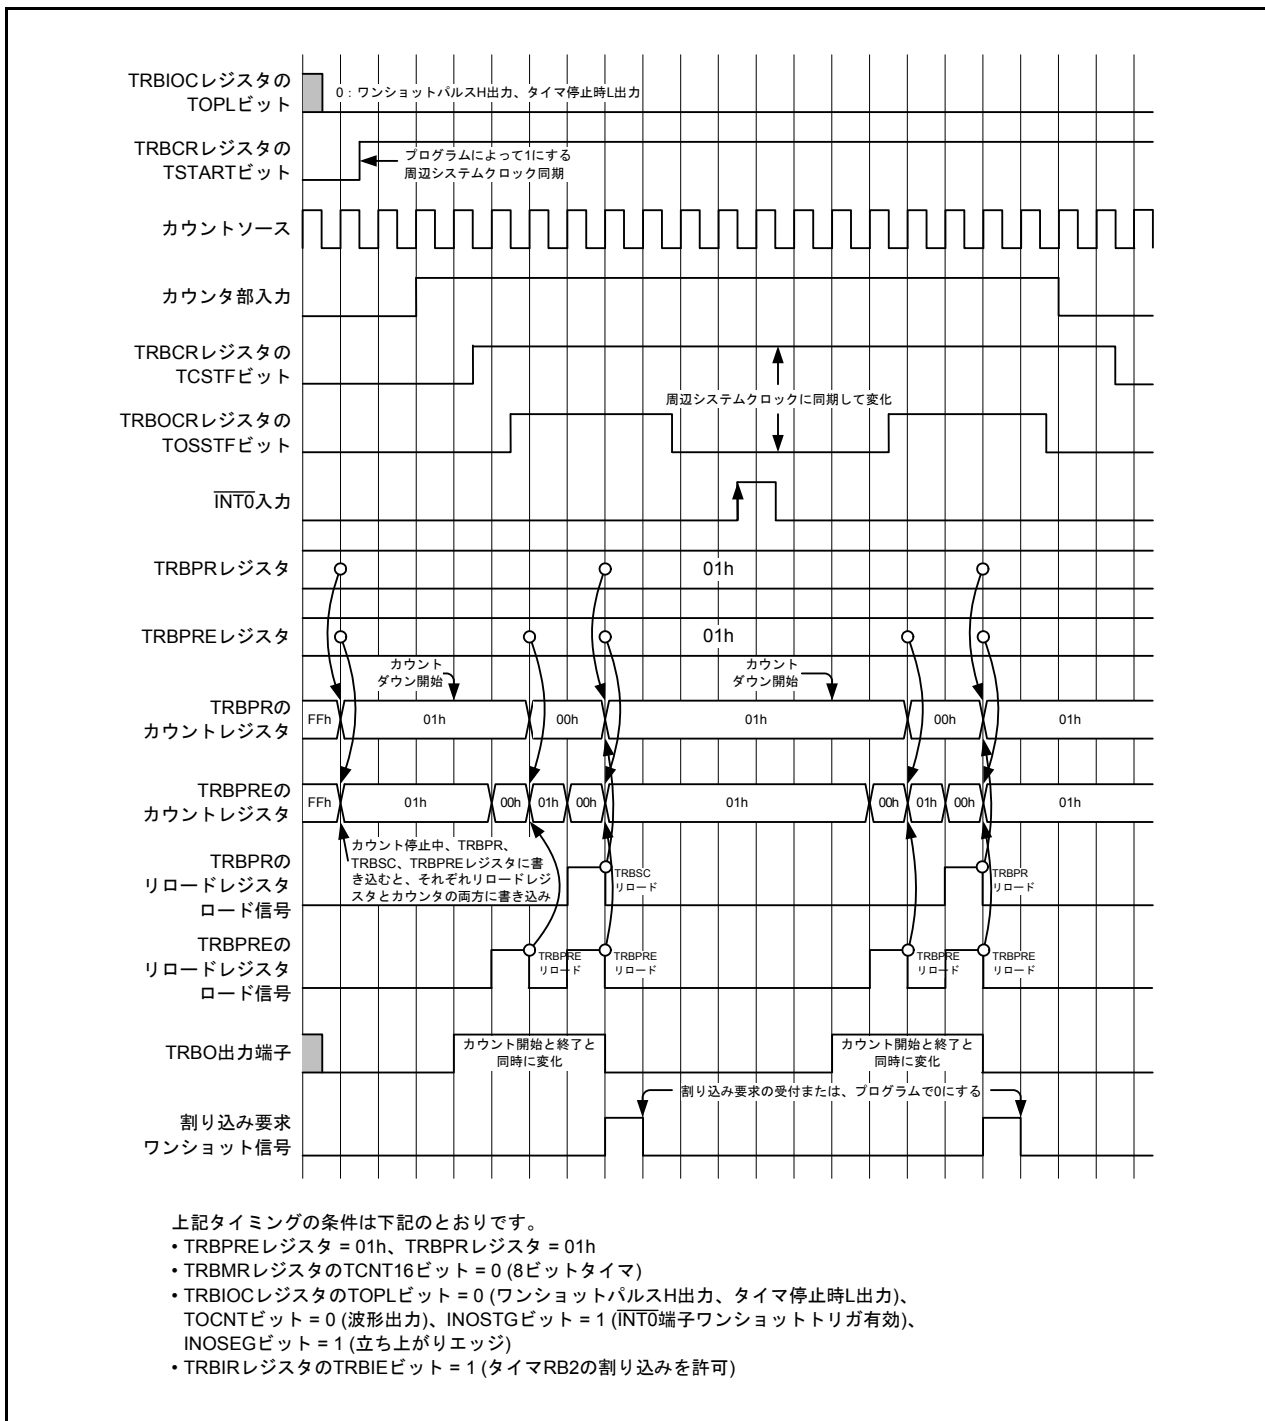 TRBIOCレジスタの
TOPLビット
0：ワンショットパルスH出力、タイマ停止時L出力
TRBCRレジスタの
TSTARTビット
プログラムによって1にする
周辺システムクロック同期
カウントソース
カウンタ部入力
TRBCRレジスタの
TCSTFビット
周辺システムクロックに同期して変化
TRBOCRレジスタの
TOSSTFビット
INT0入力
TRBPRレジスタ
01h
TRBPREレジスタ
01h
カウント
ダウン開始
カウント
ダウン開始
TRBPRの
カウントレジスタ
FFh 01h 00h 01h 00h 01h
TRBPREの
カウントレジスタ
FFh 01h 00h 01h 00h 01h 00h 01h 00h 01h
カウント停止中、TRBPR、
TRBSC、TRBPREレジスタに書
き込むと、それぞれリロードレジ
スタとカウンタの両方に書き込み
TRBPRの
リロードレジスタ
ロード信号
TRBSC
リロード
TRBPR
リロード
TRBPREの
リロードレジスタ
ロード信号
TRBPRE
リロード
TRBPRE
リロード
TRBPRE
リロード
TRBPRE
リロード
TRBO出力端子
カウント開始と終了と
同時に変化
カウント開始と終了と
同時に変化
割り込み要求の受付または、プログラムで0にする
割り込み要求
ワンショット信号
上記タイミングの条件は下記のとおりです。
• TRBPREレジスタ = 01h、TRBPRレジスタ = 01h
• TRBMRレジスタのTCNT16ビット = 0 (8ビットタイマ)
• TRBIOCレジスタのTOPLビット = 0 (ワンショットパルスH出力、タイマ停止時L出力)、
TOCNTビット = 0 (波形出力)、INOSTGビット = 1 (INT0端子ワンショットトリガ有効)、
INOSEGビット = 1 (立ち上がりエッジ)
• TRBIRレジスタのTRBIEビット = 1 (タイマRB2の割り込みを許可)